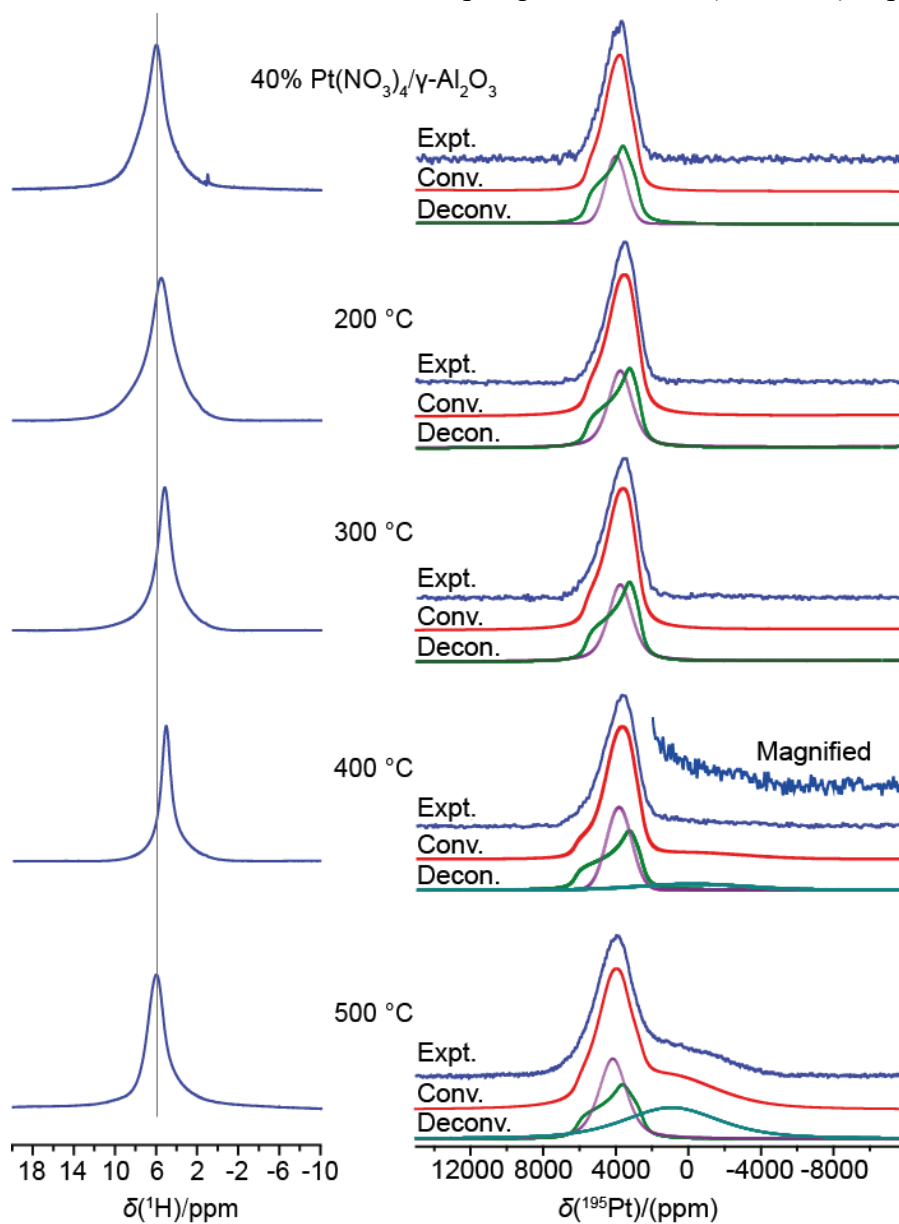 40% Pt(NO₃)₄/γ-Al₂O₃
Expt.
Conv.
Deconv.
200 °C
Expt.
Conv.
Decon.
300 °C
Expt.
Conv.
Decon.
400 °C
Magnified
Expt.
Conv.
Decon.
500 °C
Expt.
Conv.
Deconv.
18 14 10 6 2 -2 -6 -10
12000 8000 4000 0 -4000 -8000
δ(¹H)/ppm
δ(¹⁹⁵Pt)/(ppm)